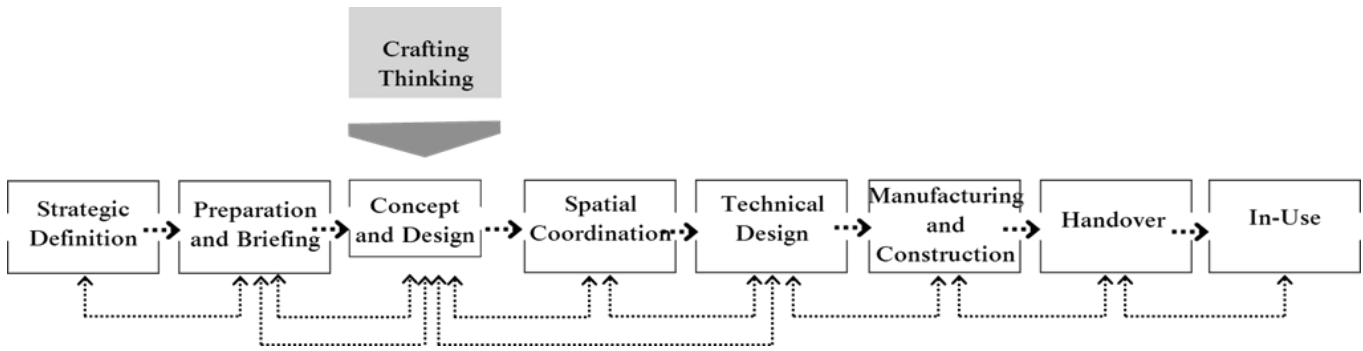 Crafting
Thinking
Strategic
Definition
Preparation
and Briefing
Concept
and Design
Spatial
Coordination
Technical
Design
Manufacturing
and
Construction
Handover
In-Use